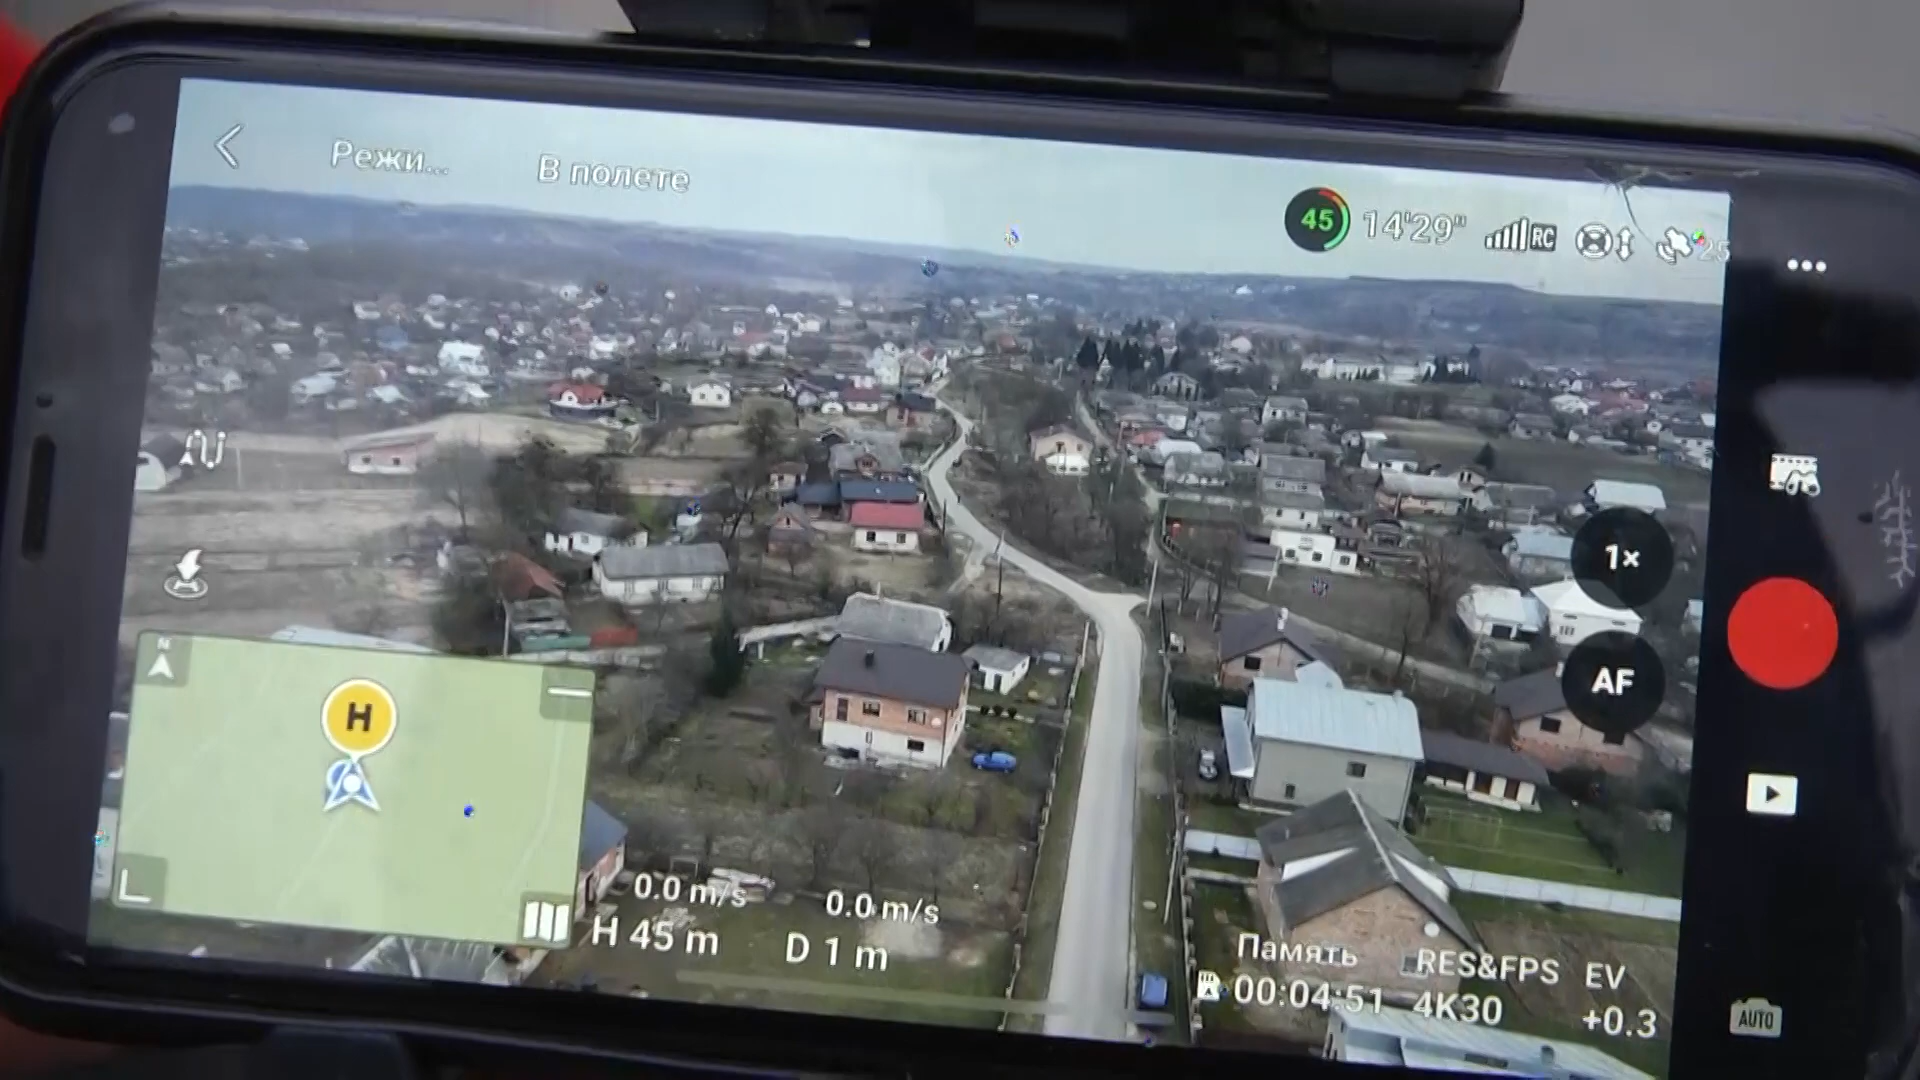 Режи...
В полете
45
14'29"
RC
25
1×
AF
N
H
0.0 m/s
0.0 m/s
H 45 m
D 1 m
Память
RES&FPS
EV
00:04:51
4K30
+0.3
AUTO